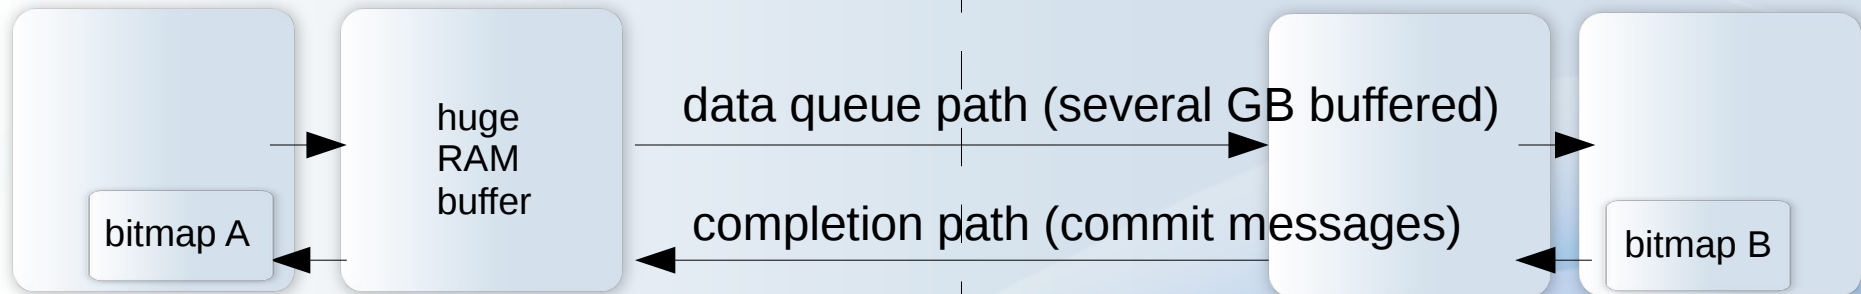 huge
RAM
buffer
data queue path (several GB buffered)
completion path (commit messages)
bitmap A
bitmap B